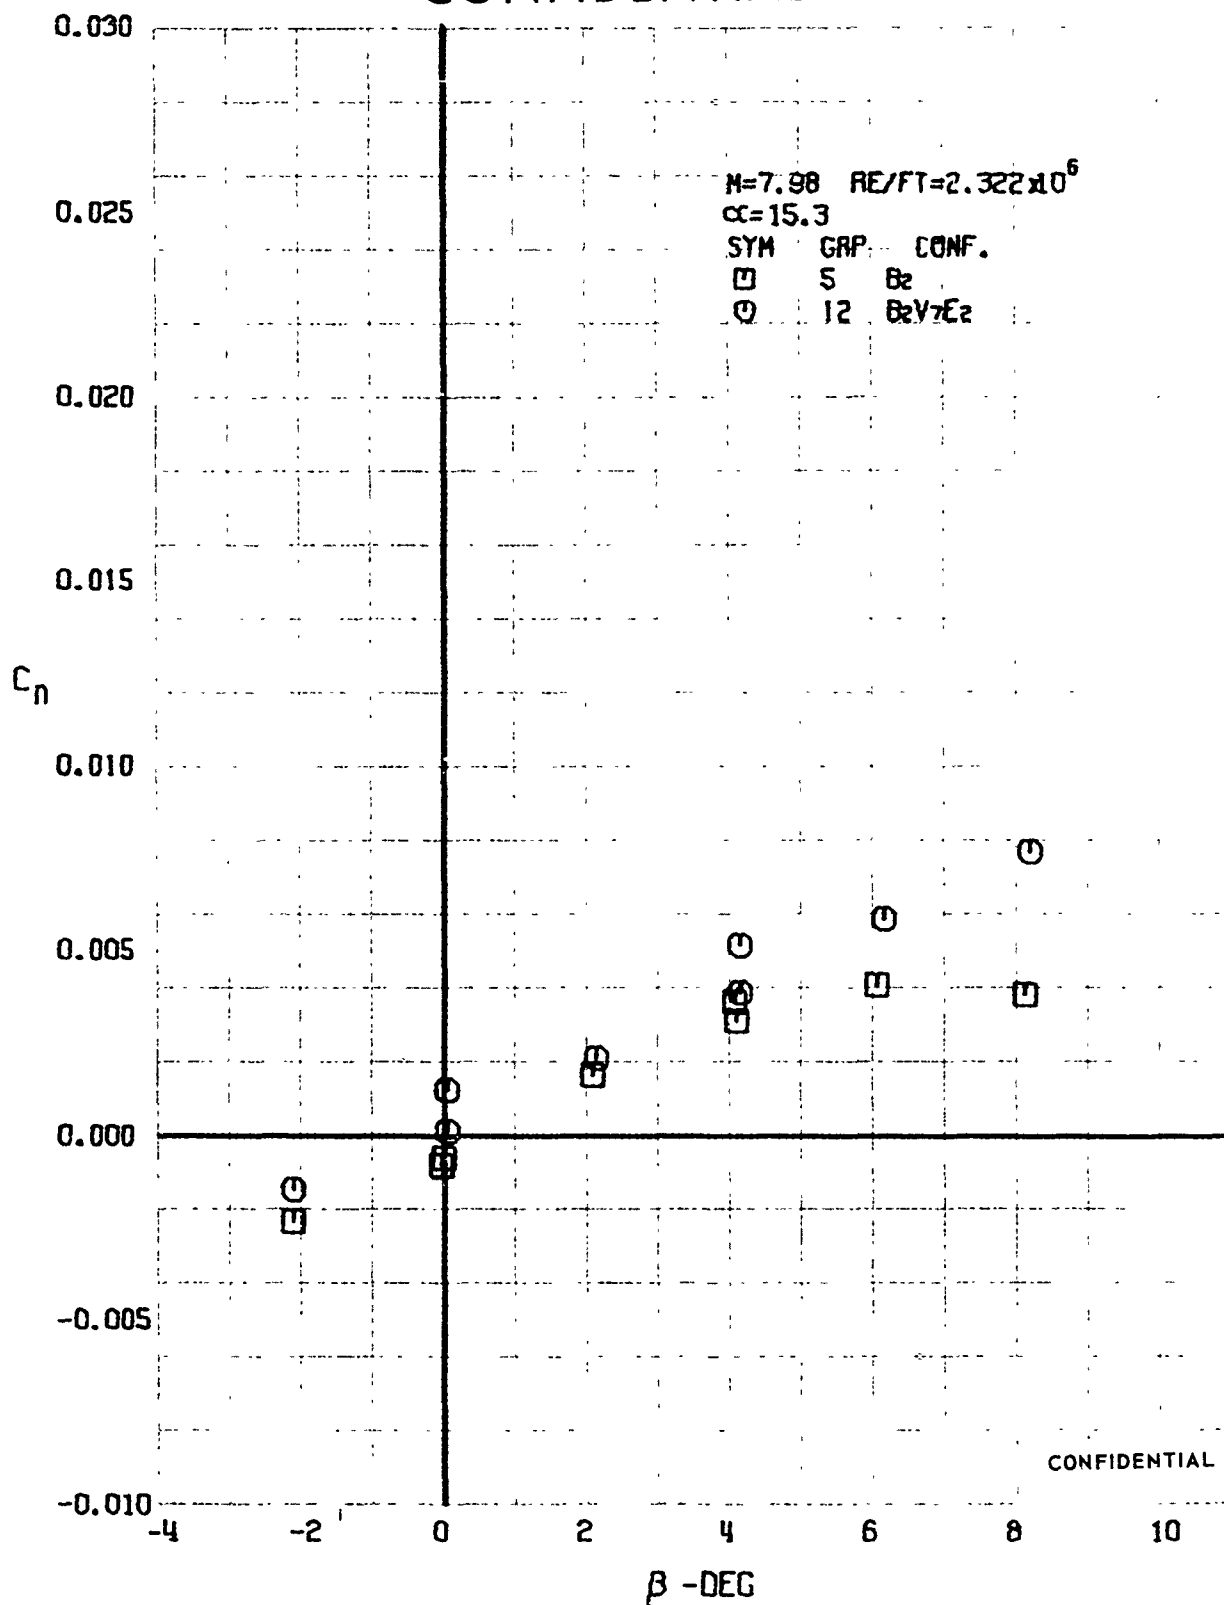 0.030
0.025
0.020
0.015
0.010
0.005
0.000
-0.005
-0.010
Cn
M=7.98 RE/FT=2.322x10⁶
α=15.3
SYM GRP CONF.
5 B2
12 B2V7E2
CONFIDENTIAL
-4 -2 0 2 4 6 8 10
β -DEG